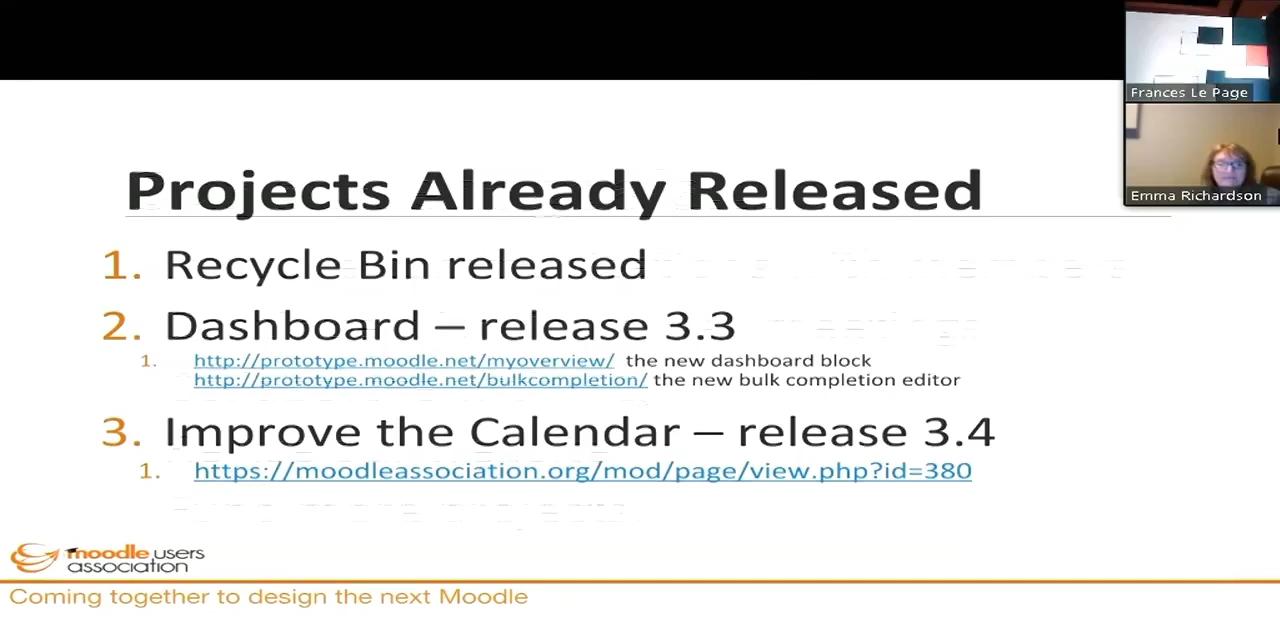 Frances Le Page
Emma Richardson
Projects Already Released
1. Recycle Bin released
2. Dashboard – release 3.3
1. http://prototype.moodle.net/myoverview/ the new dashboard block
http://prototype.moodle.net/bulkcompletion/ the new bulk completion editor
3. Improve the Calendar – release 3.4
1. https://moodleassociation.org/mod/page/view.php?id=380
moodle users
association
Coming together to design the next Moodle